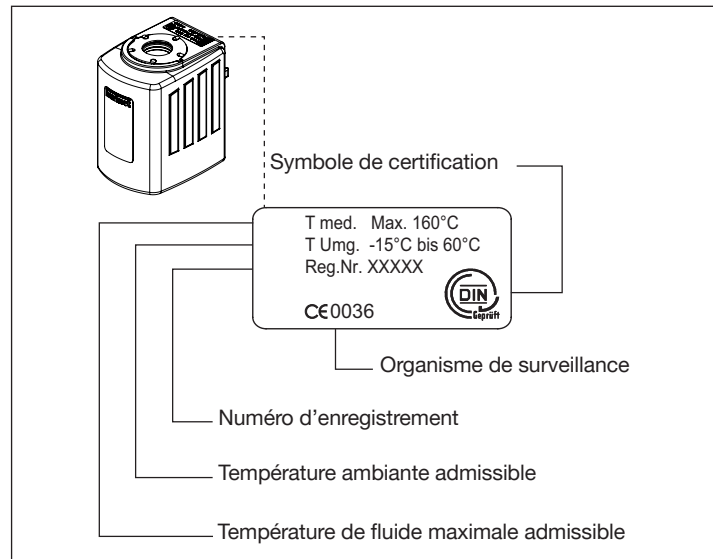 Symbole de certification
T med. Max. 160°C
T Umg. -15°C bis 60°C
Reg.Nr. XXXXX
DIN
Geprüft
CE0036
Organisme de surveillance
Numéro d'enregistrement
Température ambiante admissible
Température de fluide maximale admissible